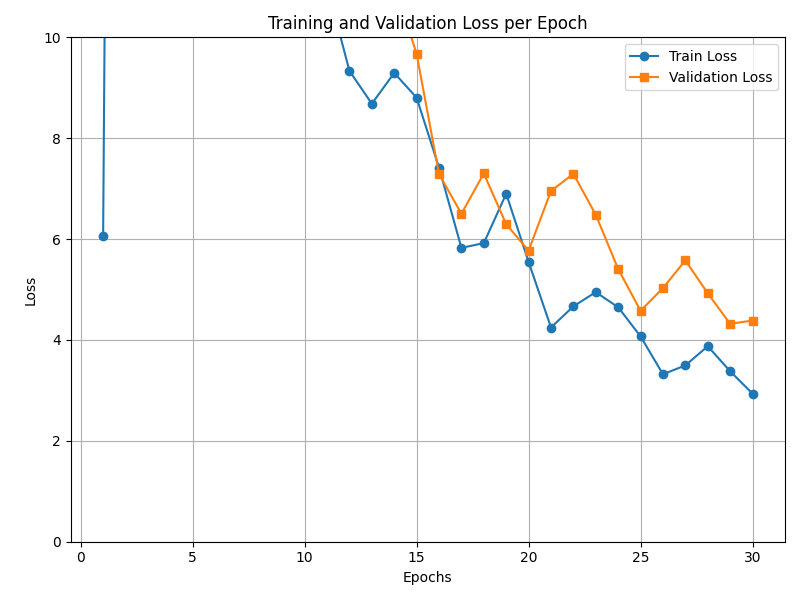 Training and Validation Loss per Epoch
Train Loss
Validation Loss
10
8
6
4
2
0
Loss
0 5 10 15 20 25 30
Epochs